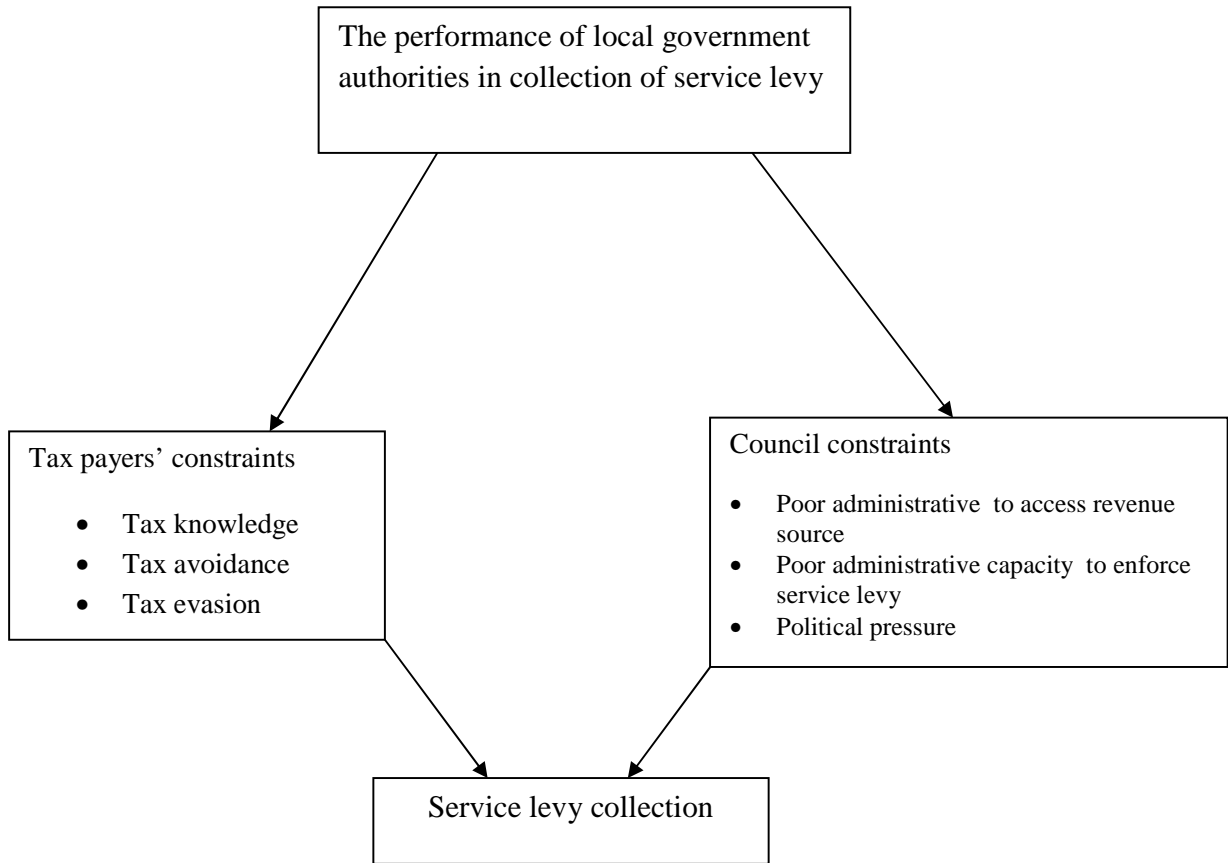 The performance of local government
authorities in collection of service levy
Tax payers’ constraints
• Tax knowledge
• Tax avoidance
• Tax evasion
Council constraints
• Poor administrative to access revenue
source
• Poor administrative capacity to enforce
service levy
• Political pressure
Service levy collection